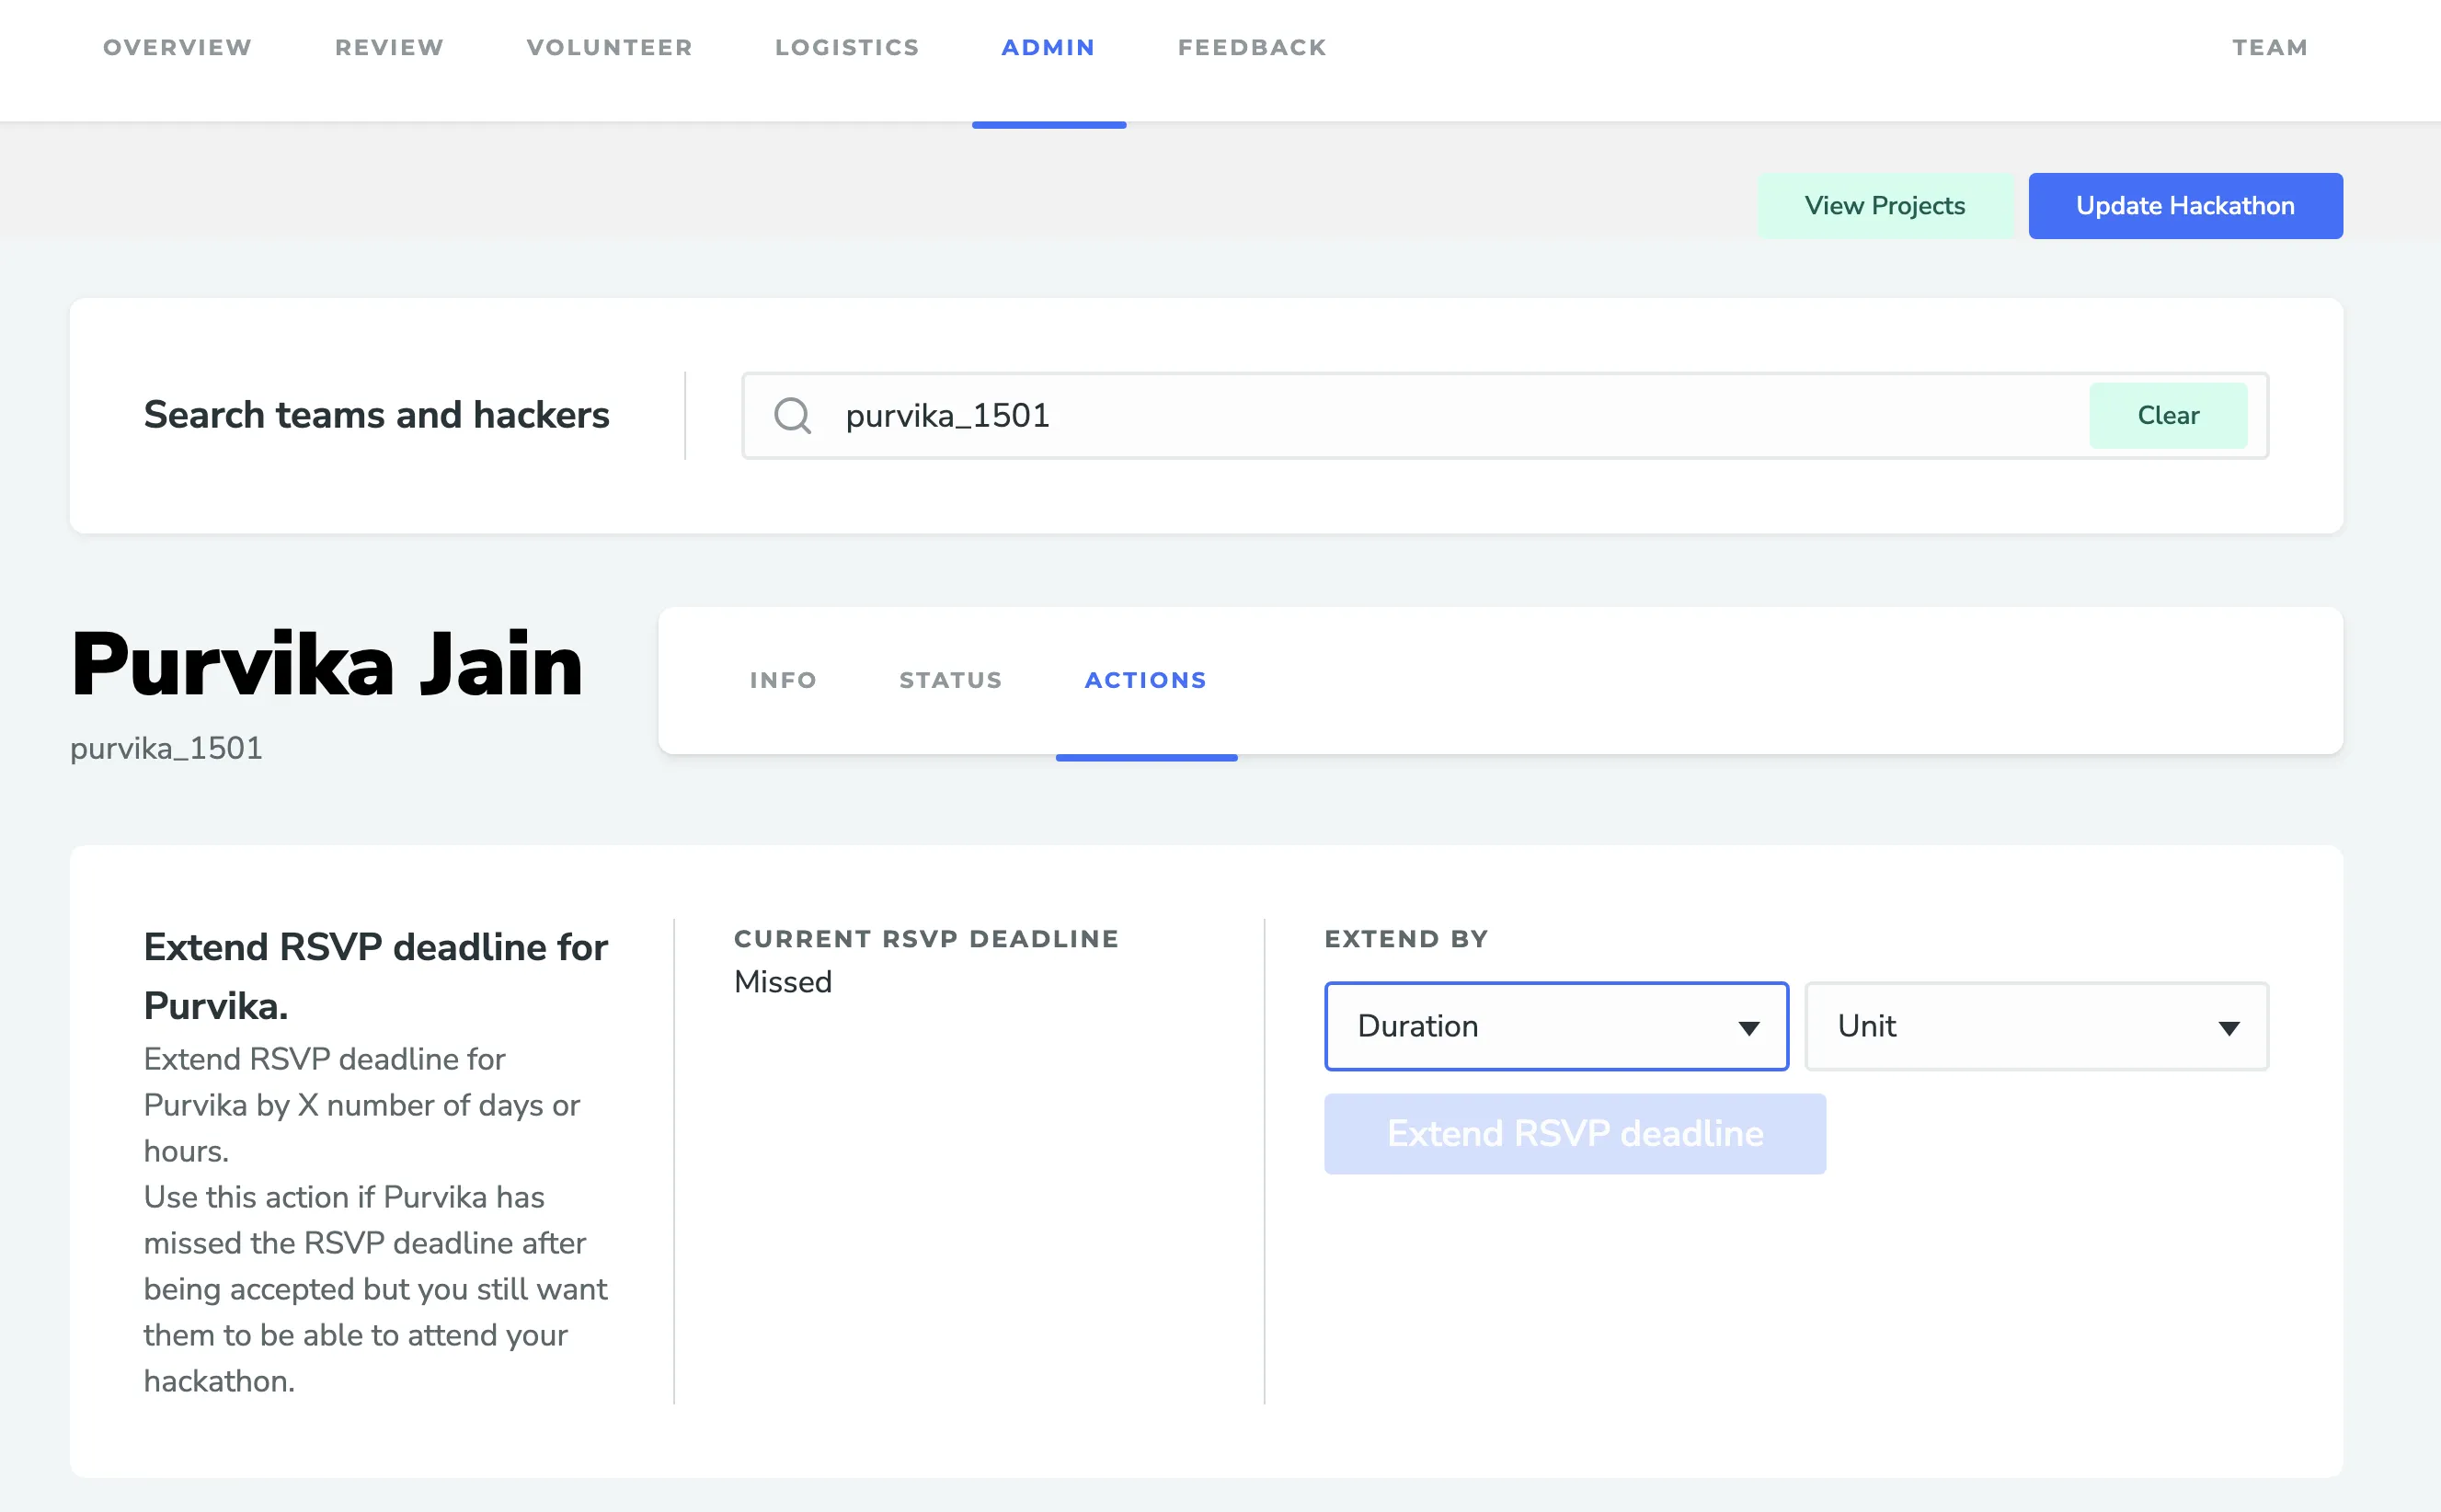 OVERVIEW REVIEW VOLUNTEER LOGISTICS ADMIN FEEDBACK TEAM
View Projects Update Hackathon
Search teams and hackers
purvika_1501
Clear
Purvika Jain
purvika_1501
INFO STATUS ACTIONS
Extend RSVP deadline for
Purvika.
Extend RSVP deadline for
Purvika by X number of days or
hours.
Use this action if Purvika has
missed the RSVP deadline after
being accepted but you still want
them to be able to attend your
hackathon.
CURRENT RSVP DEADLINE
Missed
EXTEND BY
Duration Unit
Extend RSVP deadline